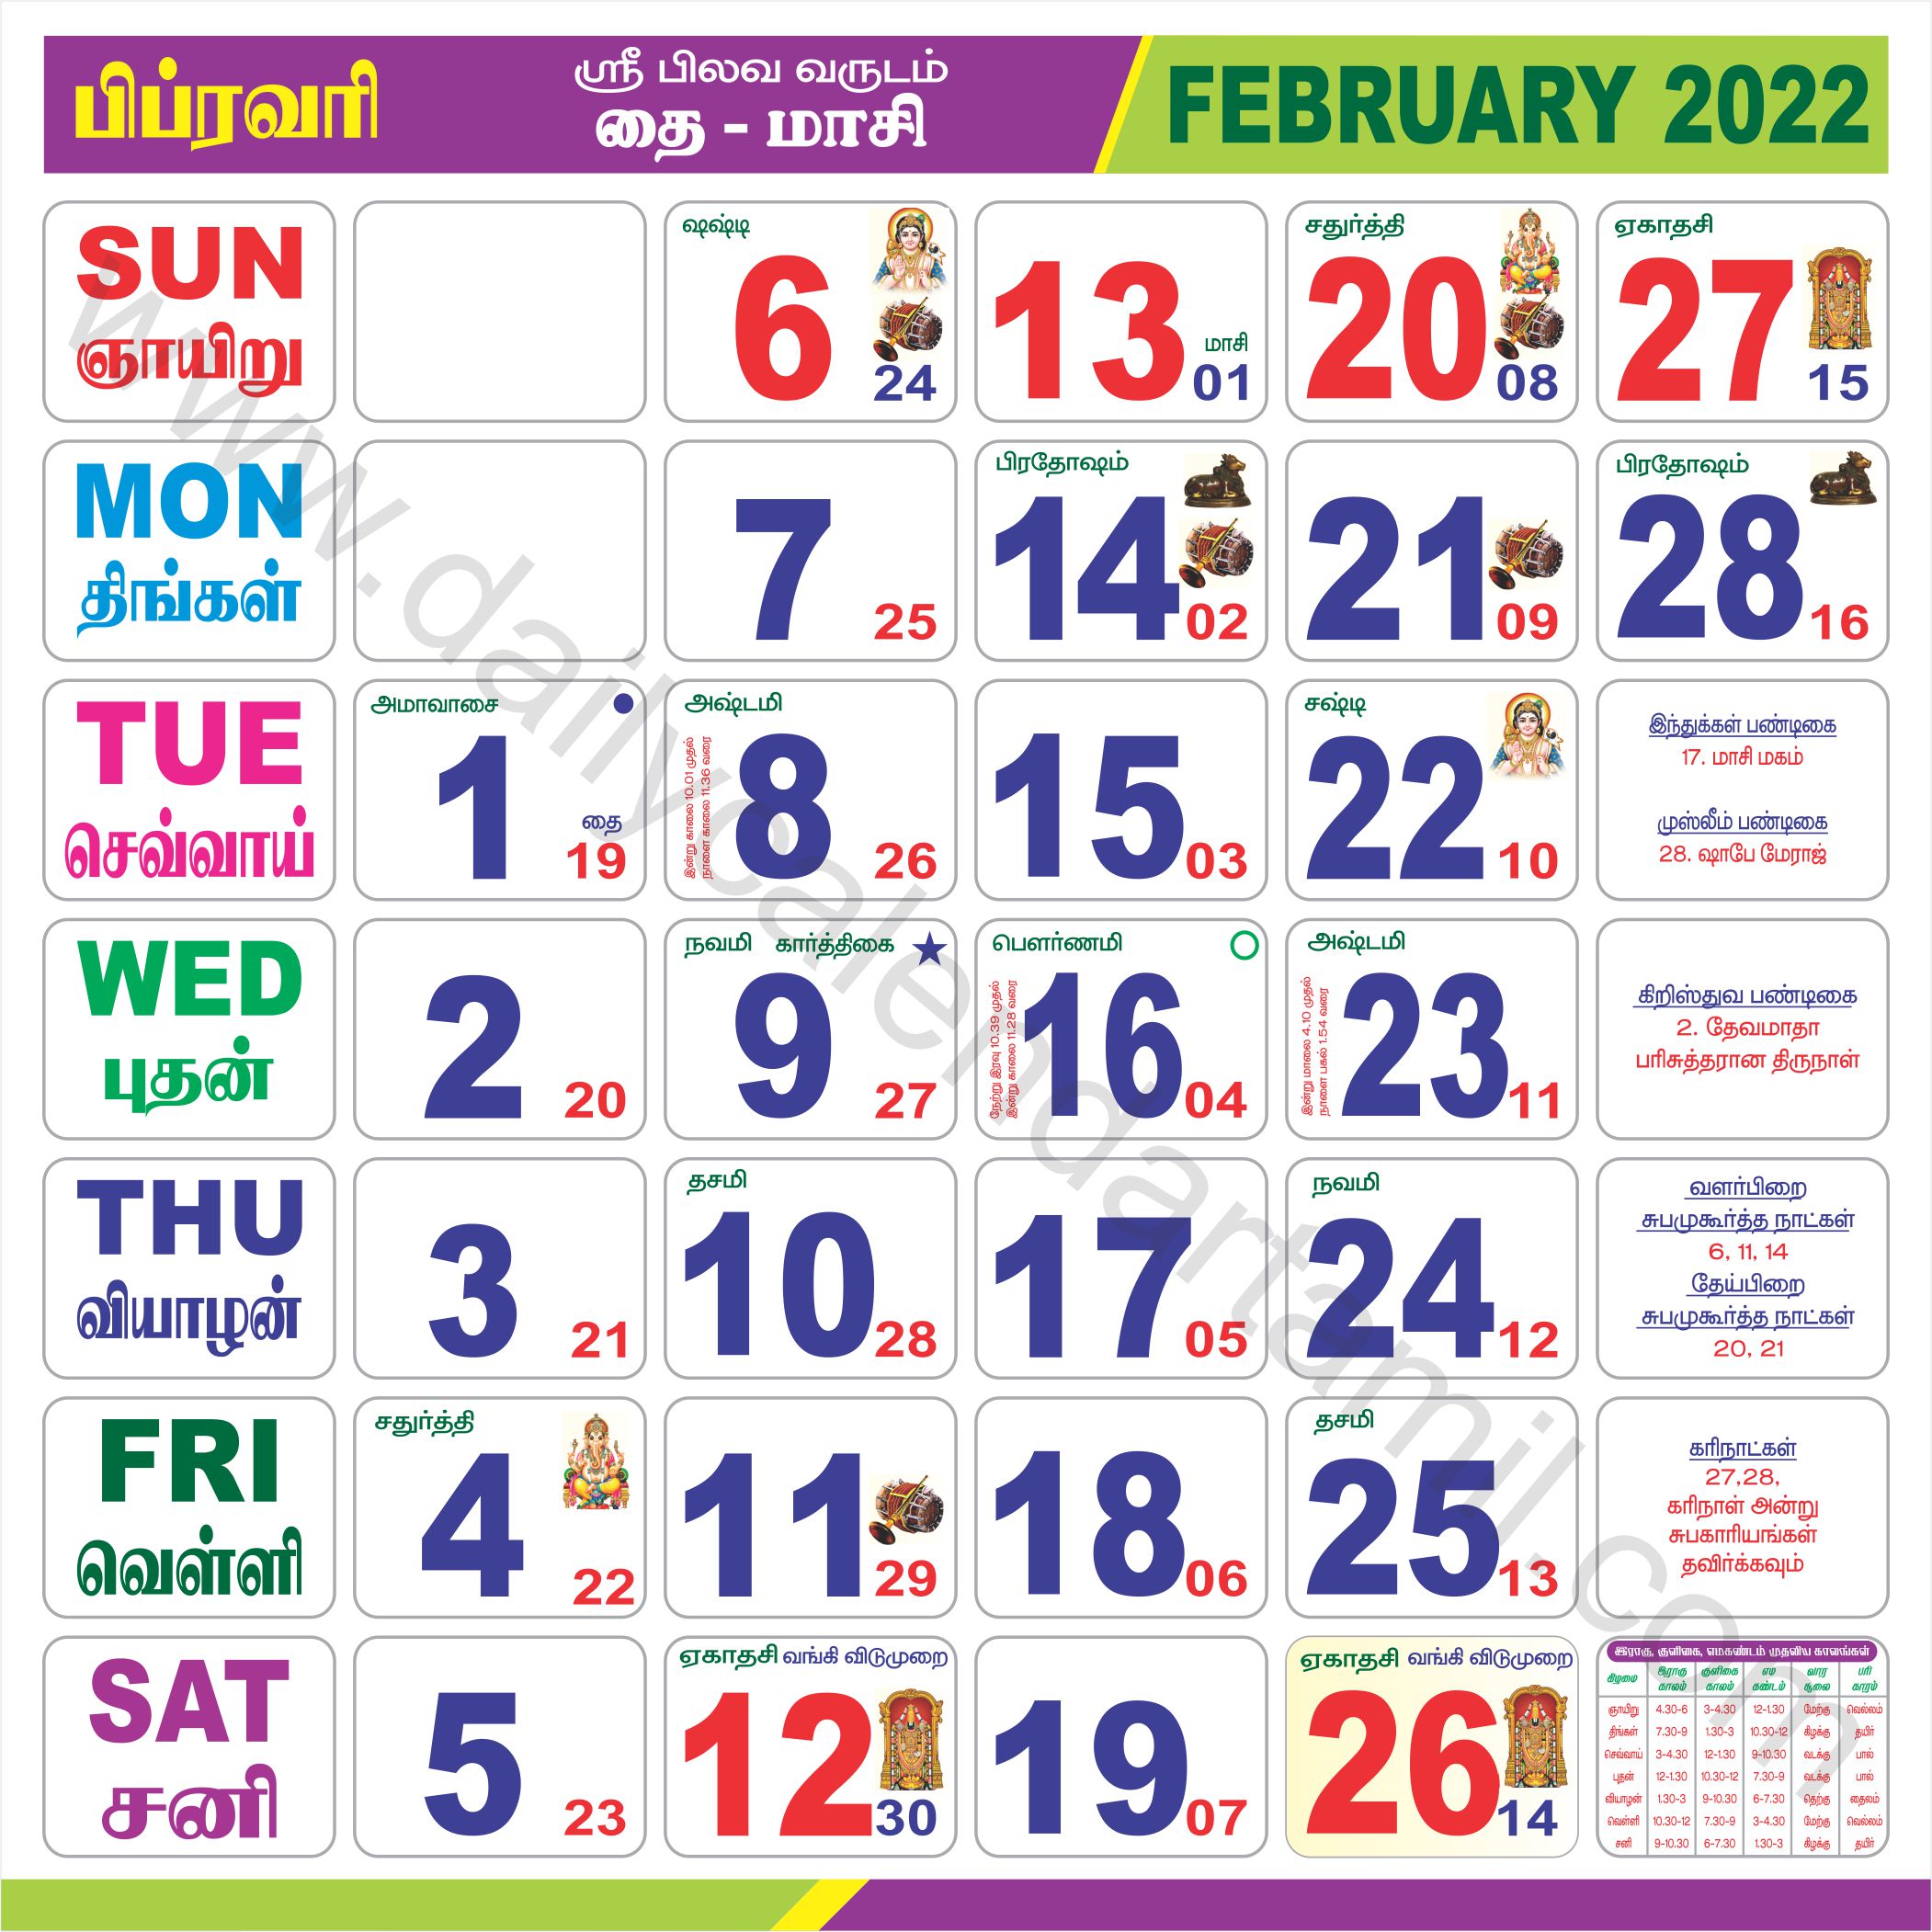 பிப்ரவரி
ஸ்ரீ பிலவ வருடம்
தை - மாசி
FEBRUARY 2022
SUN
ஞாயிறு
ஷஷ்டி
6
24
13
மாசி
01
சதுர்த்தி
20
08
ஏகாதசி
27
15
MON
திங்கள்
7
25
பிரதோஷம்
14
02
21
09
பிரதோஷம்
28
16
TUE
செவ்வாய்
அமாவாசை
1
தை
19
அஷ்டமி
இன்று காலை 10.01 முதல்
நாளை காலை 11.36 வரை
8
26
15
03
சஷ்டி
22
10
இந்துக்கள் பண்டிகை
17. மாசி மகம்
முஸ்லீம் பண்டிகை
28. ஷாபே மேராஜ்
WED
புதன்
2
20
நவமி கார்த்திகை
9
27
பௌர்ணமி
நேற்று இரவு 10.39 முதல்
இன்று காலை 11.28 வரை
16
04
அஷ்டமி
இன்று மாலை 4.10 முதல்
நாளை பகல் 1.54 வரை
23
11
கிறிஸ்துவ பண்டிகை
2. தேவமாதா
பரிசுத்தரான திருநாள்
THU
வியாழன்
3
21
தசமி
10
28
17
05
நவமி
24
12
வளர்பிறை
சுபமுகூர்த்த நாட்கள்
6, 11, 14
தேய்பிறை
சுபமுகூர்த்த நாட்கள்
20, 21
FRI
வெள்ளி
சதுர்த்தி
4
22
11
29
18
06
தசமி
25
13
கரிநாட்கள்
27,28,
கரிநாள் அன்று
சுபகாரியங்கள்
தவிர்க்கவும்
SAT
சனி
5
23
ஏகாதசி வங்கி விடுமுறை
12
30
19
07
ஏகாதசி வங்கி விடுமுறை
26
14
இராகு, குளிகை, எமகண்டம் முதலிய காலங்கள்
கிழமை இராகு காலம் குளிகை காலம் எம கண்டம் வார சூலை பரி காரம்
ஞாயிறு 4.30-6 3-4.30 12-1.30 மேற்கு வெல்லம்
திங்கள் 7.30-9 1.30-3 10.30-12 கிழக்கு தயிர்
செவ்வாய் 3-4.30 12-1.30 9-10.30 வடக்கு பால்
புதன் 12-1.30 10.30-12 7.30-9 வடக்கு பால்
வியாழன் 1.30-3 9-10.30 6-7.30 தெற்கு தைலம்
வெள்ளி 10.30-12 7.30-9 3-4.30 மேற்கு வெல்லம்
சனி 9-10.30 6-7.30 1.30-3 கிழக்கு தயிர்
www.dailycalendartamil.com